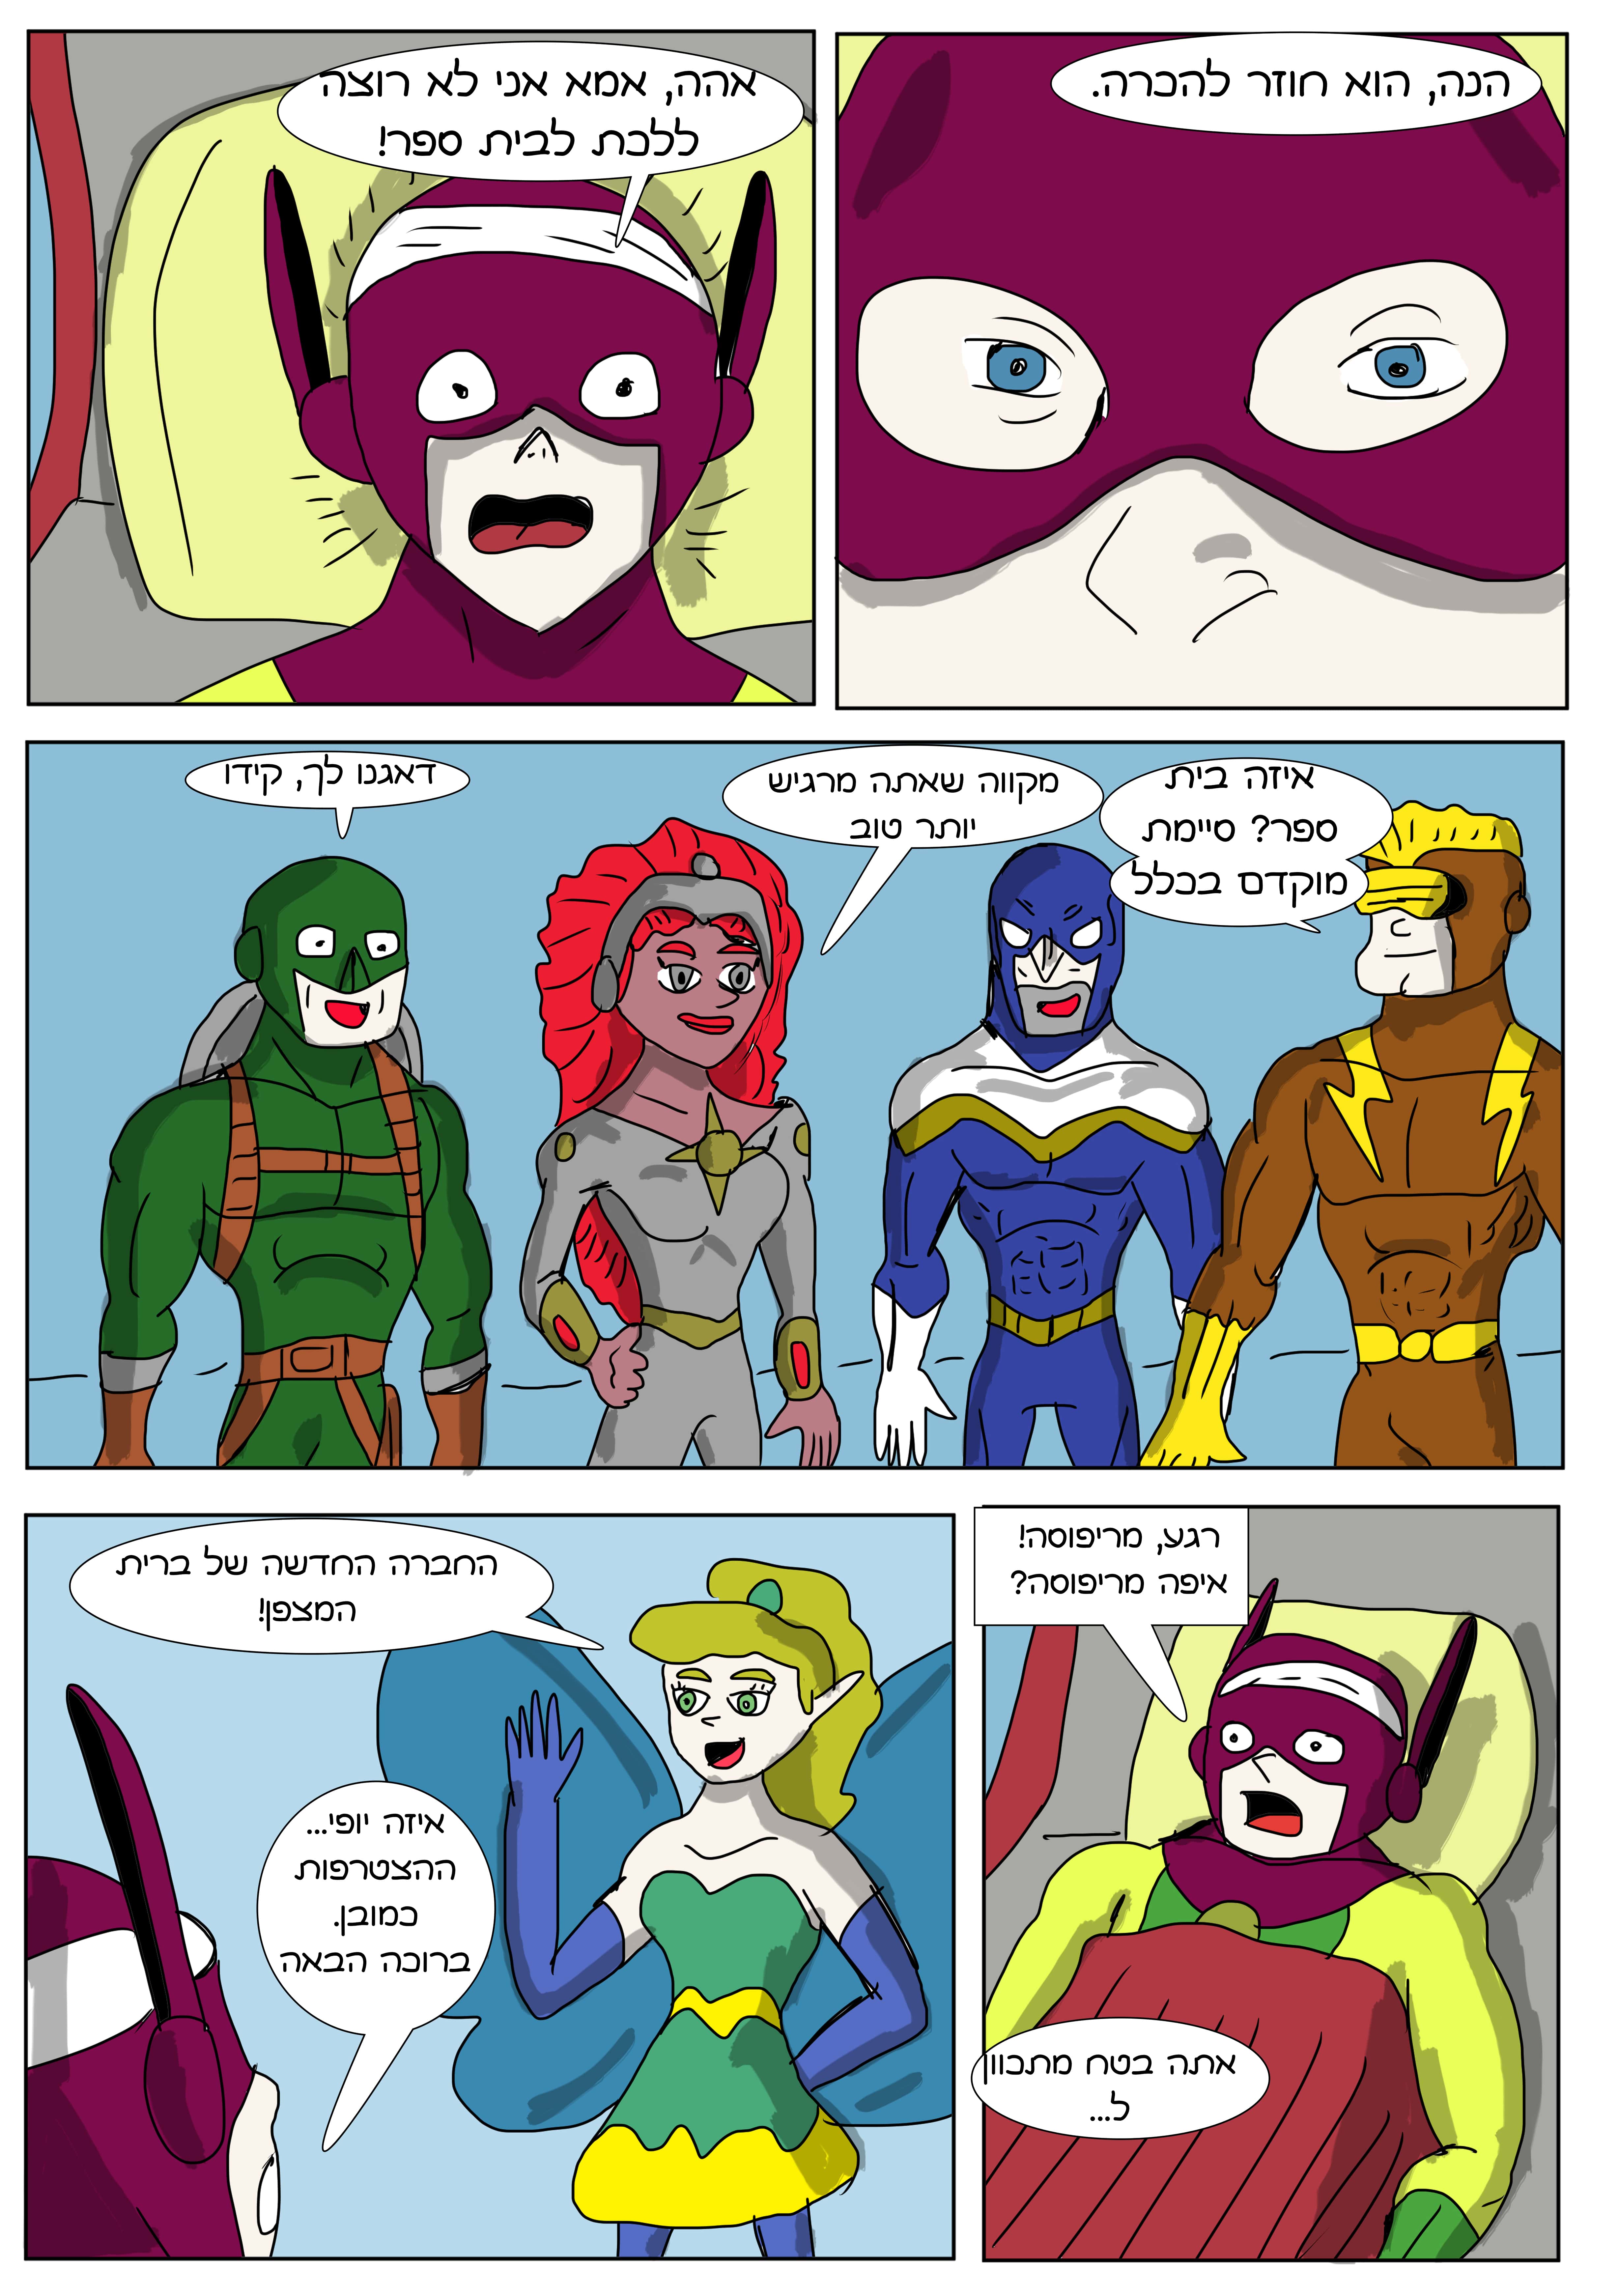 הנה, הוא חוזר להכרה.
אהה, אמא אני לא רוצה
ללכת לבית ספר!
איזה בית
ספר? סיימת
מוקדם בכלל
מקווה שאתה מרגיש
יותר טוב
דאגנו לך, קידו
רגע, מריפוסה!
איפה מריפוסה?
אתה בטח מתכוון
ל...
החברה החדשה של ברית
המצפן!
איזה יופי...
ההצטרפות
כמובן.
ברוכה הבאה